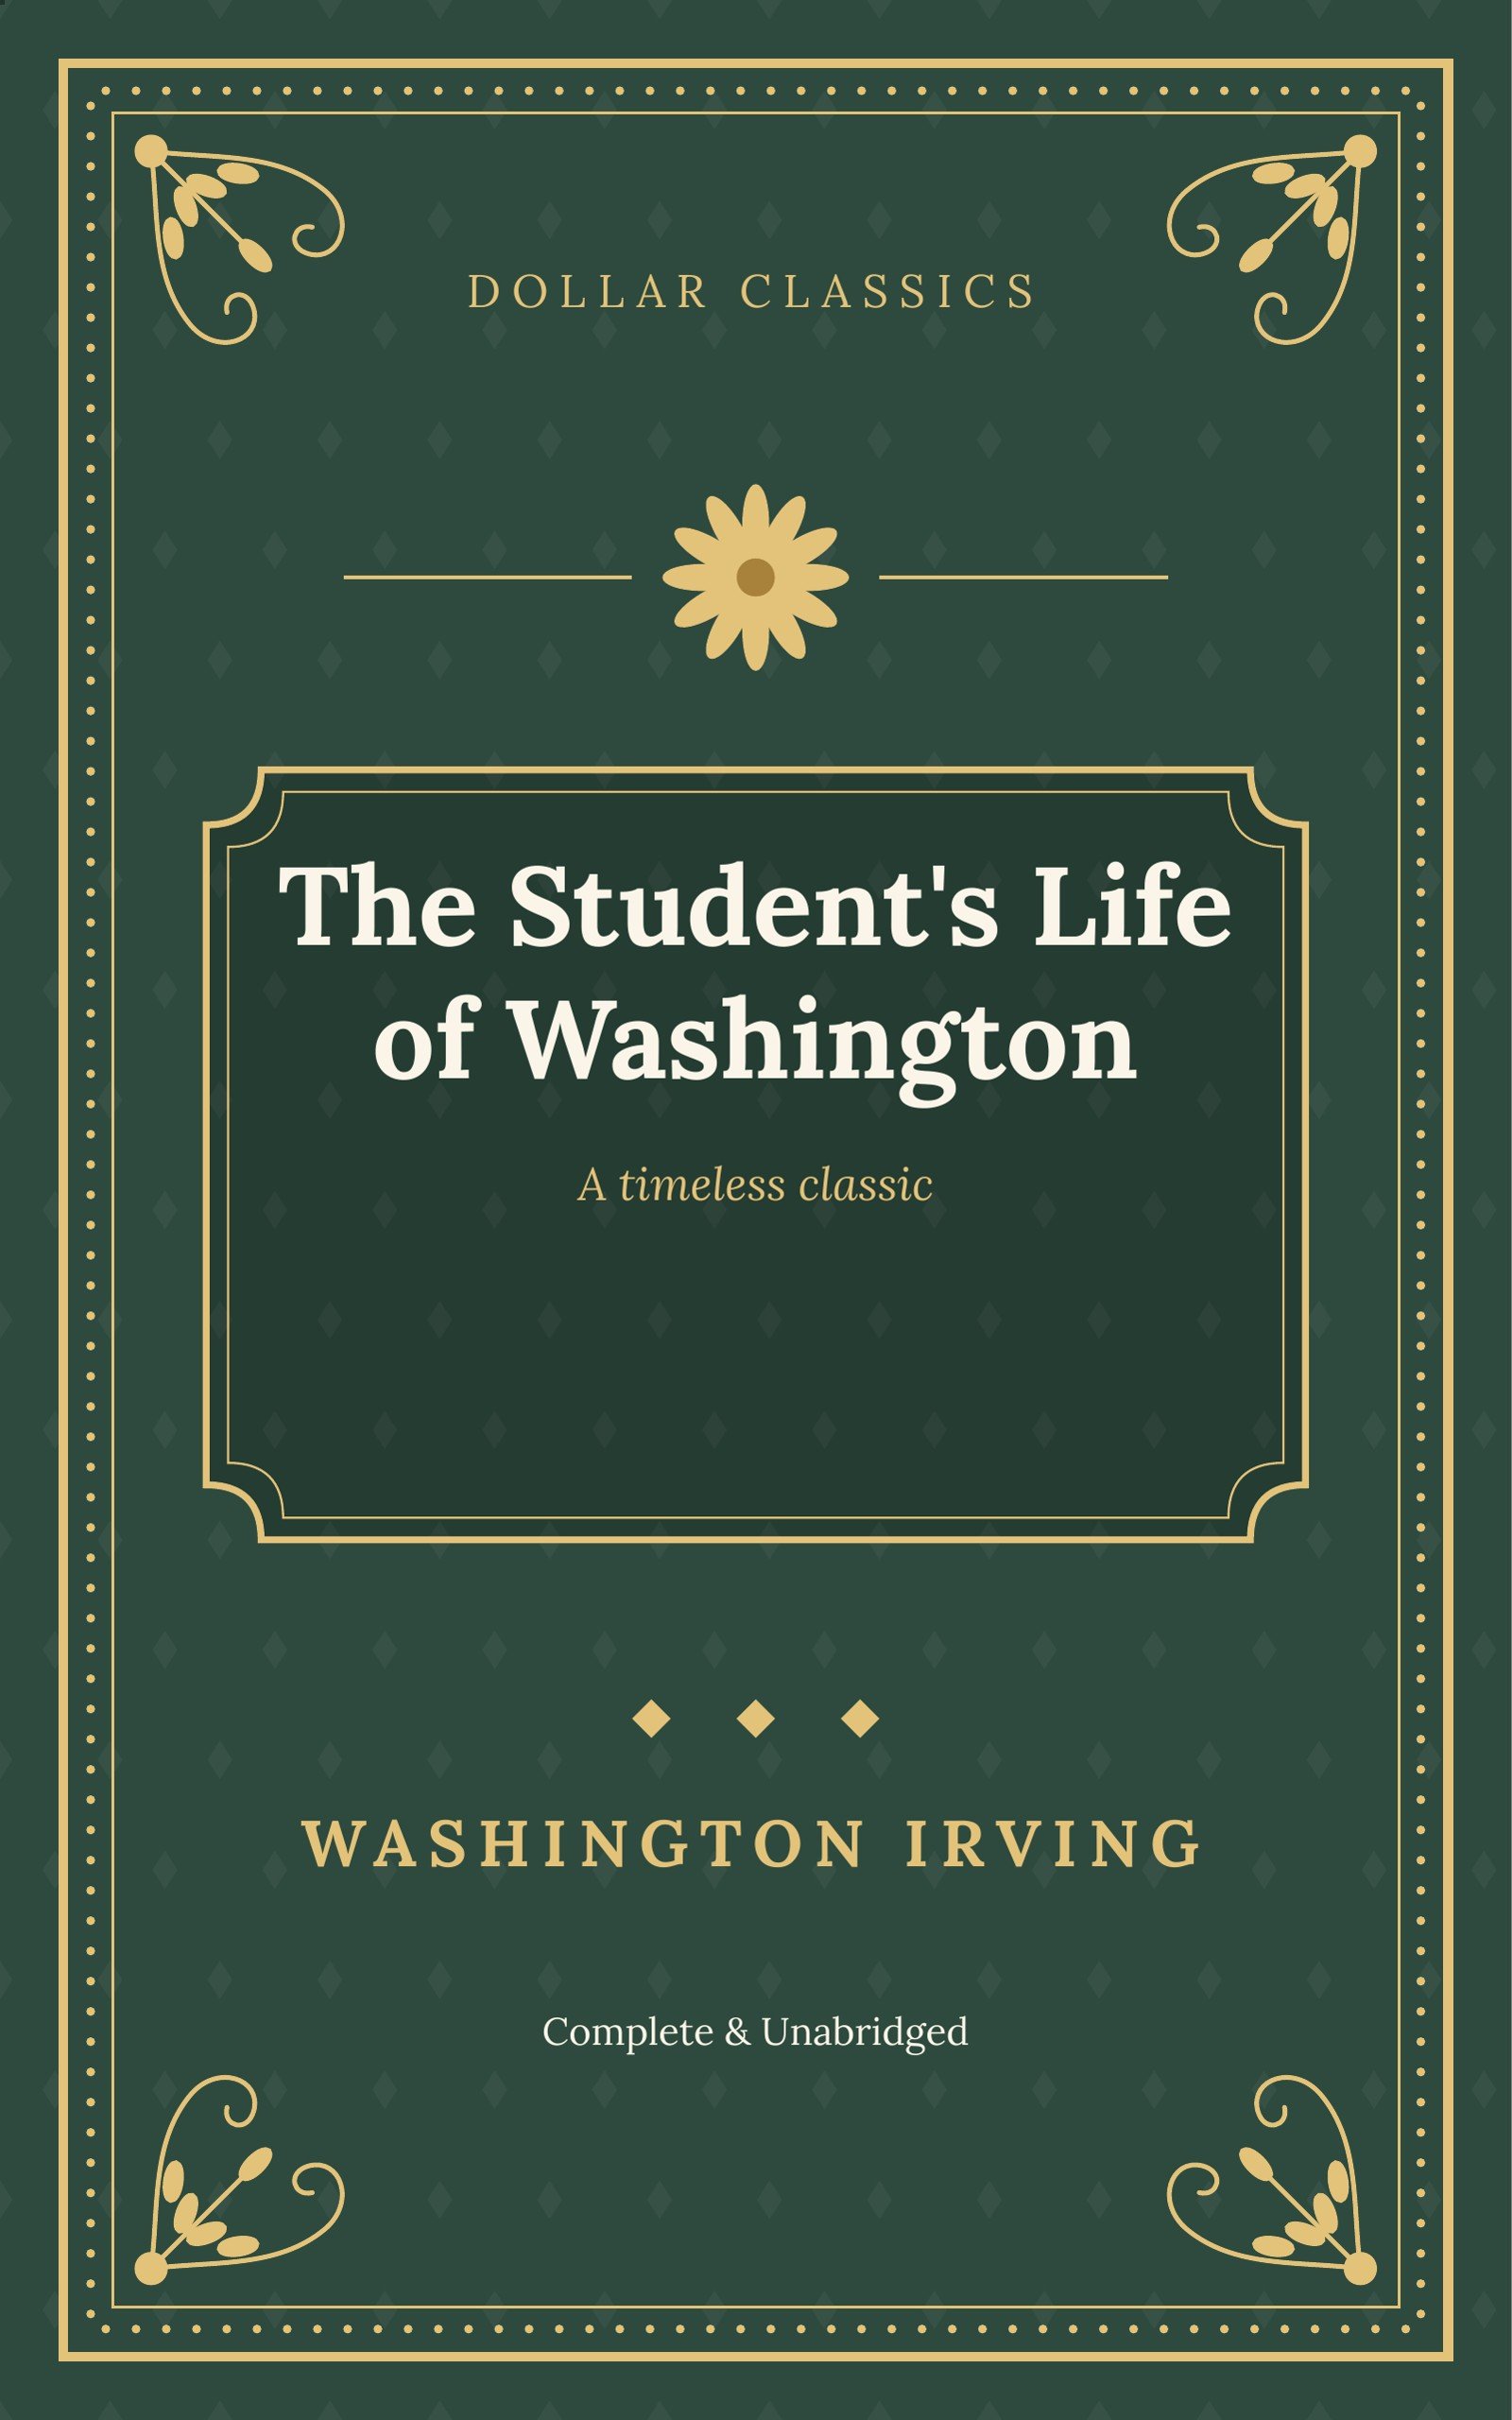 DOLLAR CLASSICS
The Student's Life
of Washington
A timeless classic
WASHINGTON IRVING
Complete & Unabridged